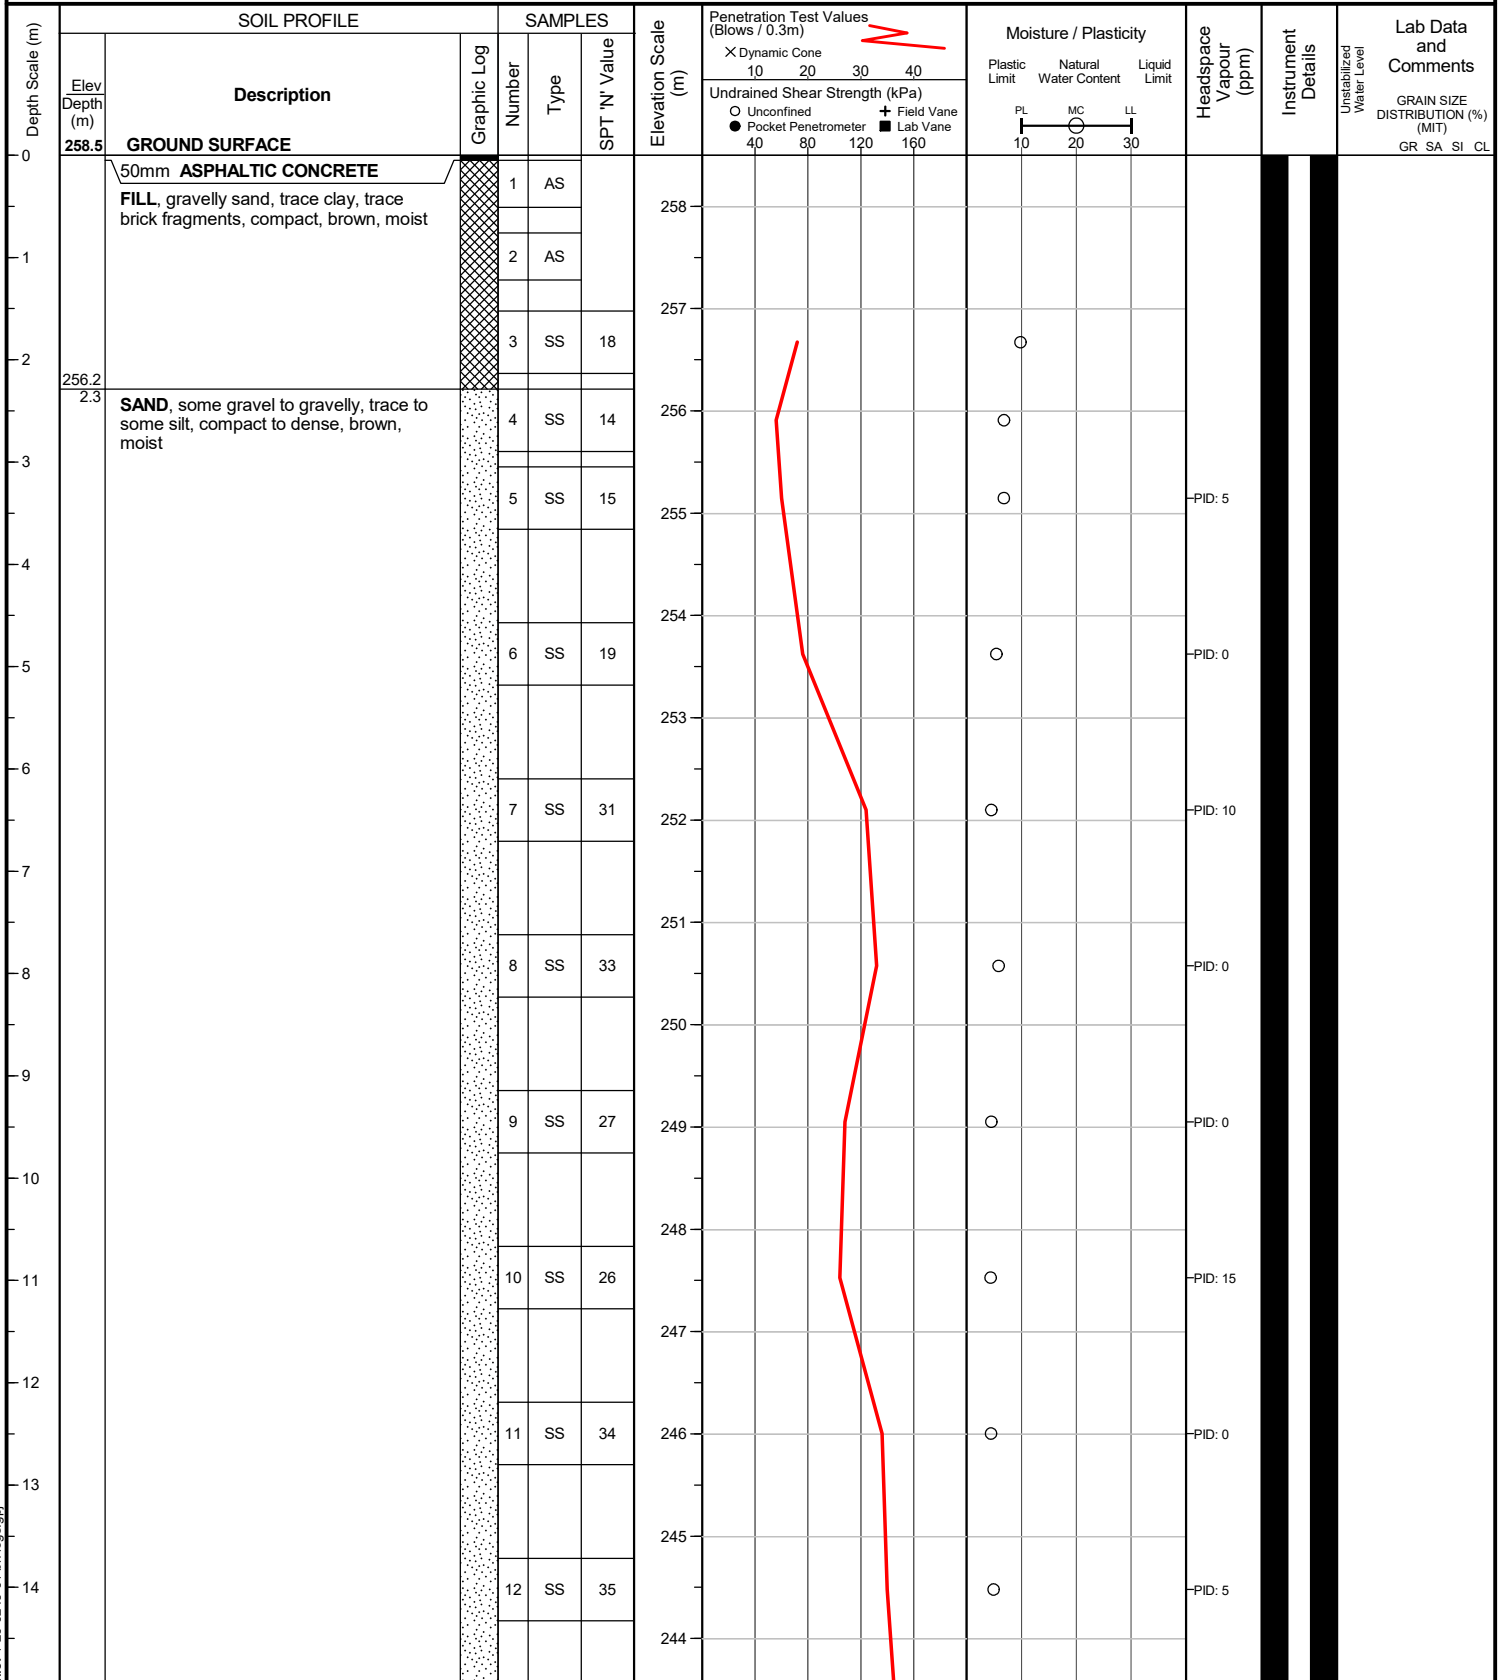 SOIL PROFILE
SAMPLES
Depth Scale (m)
Elev
Depth
(m)
Description
Graphic Log
Number
Type
SPT 'N' Value
Elevation Scale
(m)
Penetration Test Values
(Blows / 0.3m)
X Dynamic Cone
10 20 30 40
Undrained Shear Strength (kPa)
Unconfined
Field Vane
Pocket Penetrometer
Lab Vane
40 80 120 160
Moisture / Plasticity
Plastic
Limit
Natural
Water Content
Liquid
Limit
PL MC LL
10 20 30
Headspace
Vapour
(ppm)
Instrument
Details
Unstabilized
Water Level
Lab Data
and
Comments
GRAIN SIZE
DISTRIBUTION (%)
(MIT)
GR SA SI CL
258.5 GROUND SURFACE
0
50mm ASPHALTIC CONCRETE
FILL, gravelly sand, trace clay, trace
brick fragments, compact, brown, moist
1 AS
258
1
2 AS
257
3 SS 18
2
256.2
2.3
SAND, some gravel to gravelly, trace to
some silt, compact to dense, brown,
moist
4 SS 14
256
3
5 SS 15
PID: 5
255
4
254
6 SS 19
PID: 0
5
253
6
7 SS 31
PID: 10
252
7
251
8 SS 33
PID: 0
8
250
9
9 SS 27
PID: 0
249
10
248
10 SS 26
PID: 15
11
247
12
11 SS 34
PID: 0
246
13
245
12 SS 35
PID: 5
14
244